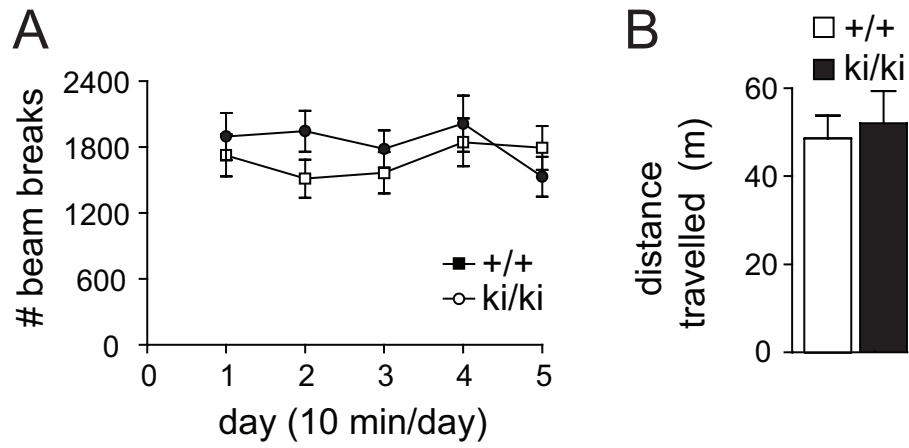 A
# beam breaks
2400
1800
1200
600
0
0 1 2 3 4 5
day (10 min/day)
+/+
ki/ki
B
+/+
ki/ki
distance
travelled (m)
60
40
20
0